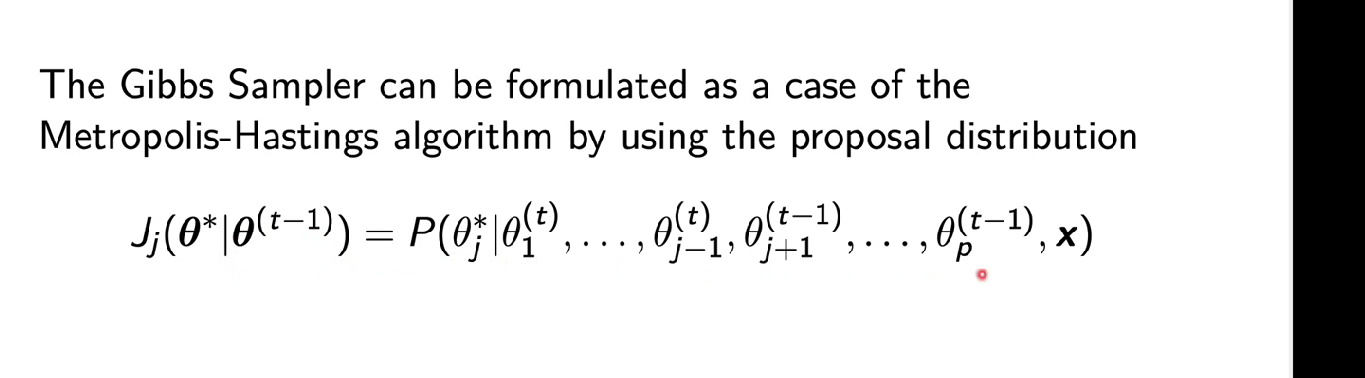 The Gibbs Sampler can be formulated as a case of the
Metropolis-Hastings algorithm by using the proposal distribution
J_j(θ*|θ^(t−1)) = P(θ_j*|θ_1^(t), . . . , θ_{j−1}^(t), θ_{j+1}^(t−1), . . . , θ_p^(t−1), x)